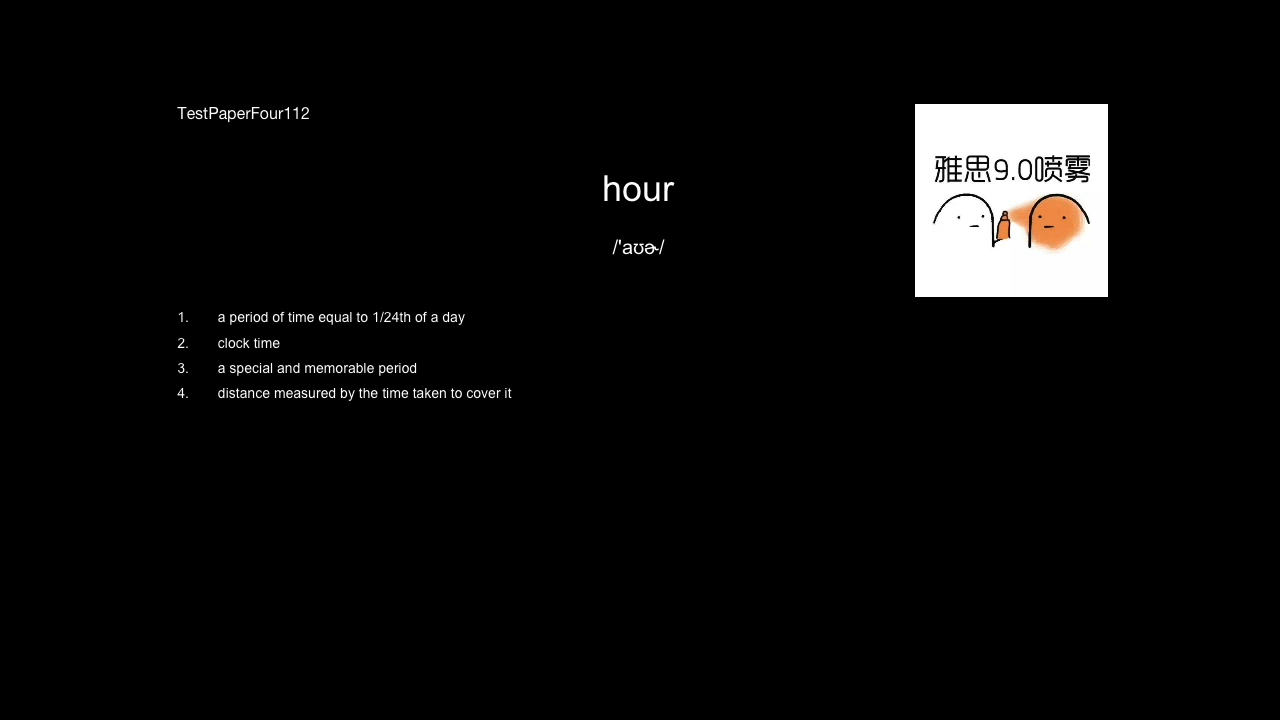 TestPaperFour112
雅思9.0喷雾
hour
/'aʊɚ/
1. a period of time equal to 1/24th of a day
2. clock time
3. a special and memorable period
4. distance measured by the time taken to cover it